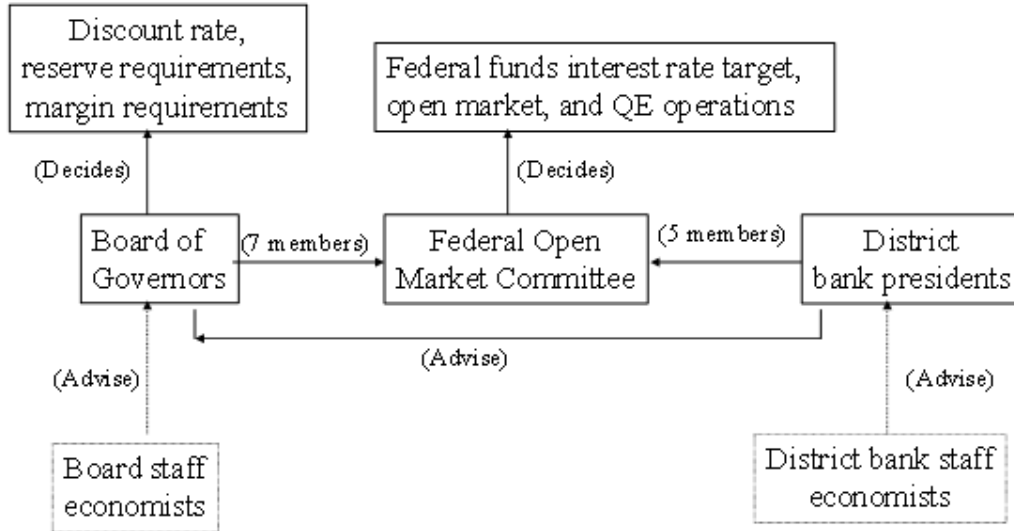 Discount rate,
reserve requirements,
margin requirements
Federal funds interest rate target,
open market, and QE operations
(Decides)
(Decides)
Board of
Governors
(7 members)
Federal Open
Market Committee
(5 members)
District
bank presidents
(Advise)
(Advise)
(Advise)
Board staff
economists
District bank staff
economists